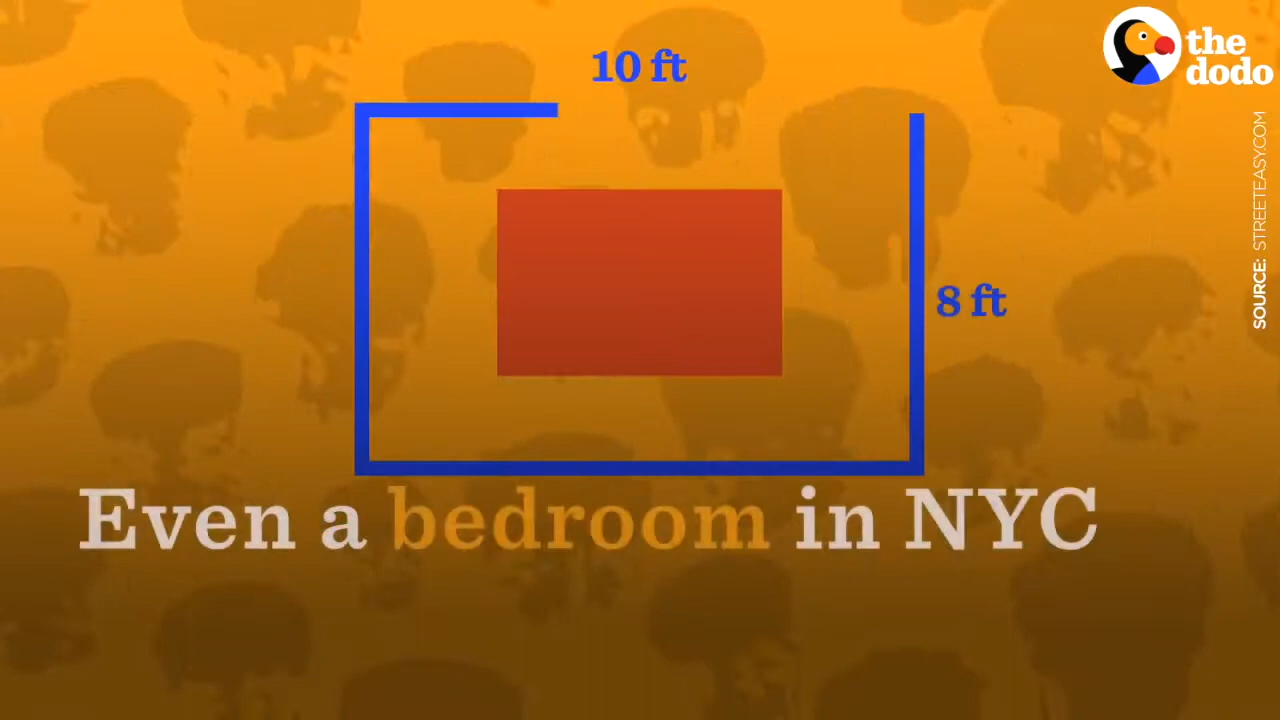 10 ft
the
dodo
SOURCE: STREETEASY.COM
8 ft
Even a bedroom in NYC